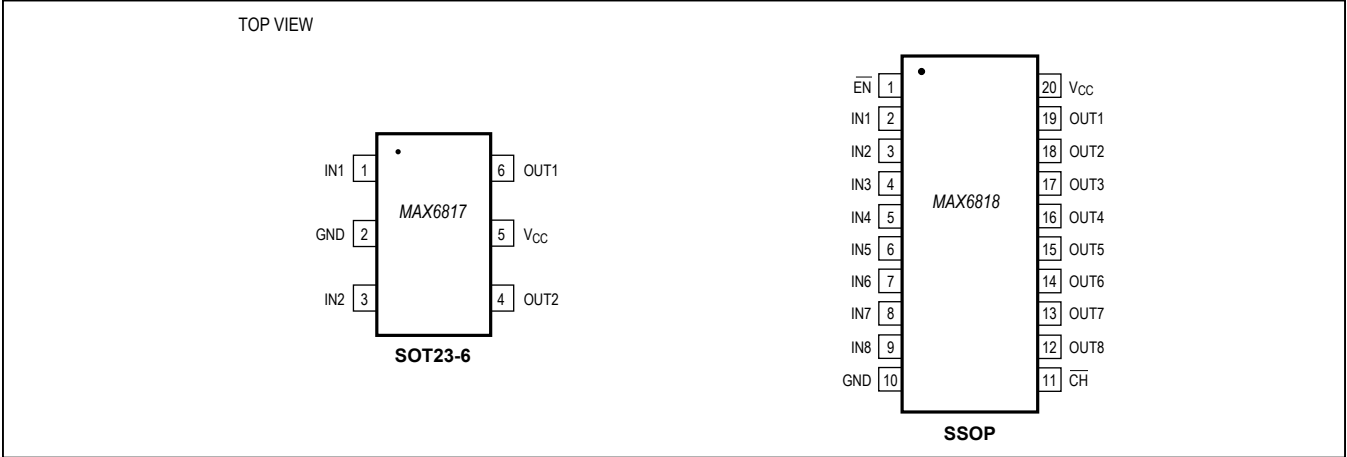 TOP VIEW
IN1 1
GND 2
IN2 3
MAX6817
6 OUT1
5 VCC
4 OUT2
SOT23-6
E̅N̅ 1
IN1 2
IN2 3
IN3 4
IN4 5
IN5 6
IN6 7
IN7 8
IN8 9
GND 10
MAX6818
20 VCC
19 OUT1
18 OUT2
17 OUT3
16 OUT4
15 OUT5
14 OUT6
13 OUT7
12 OUT8
11 C̅H̅
SSOP